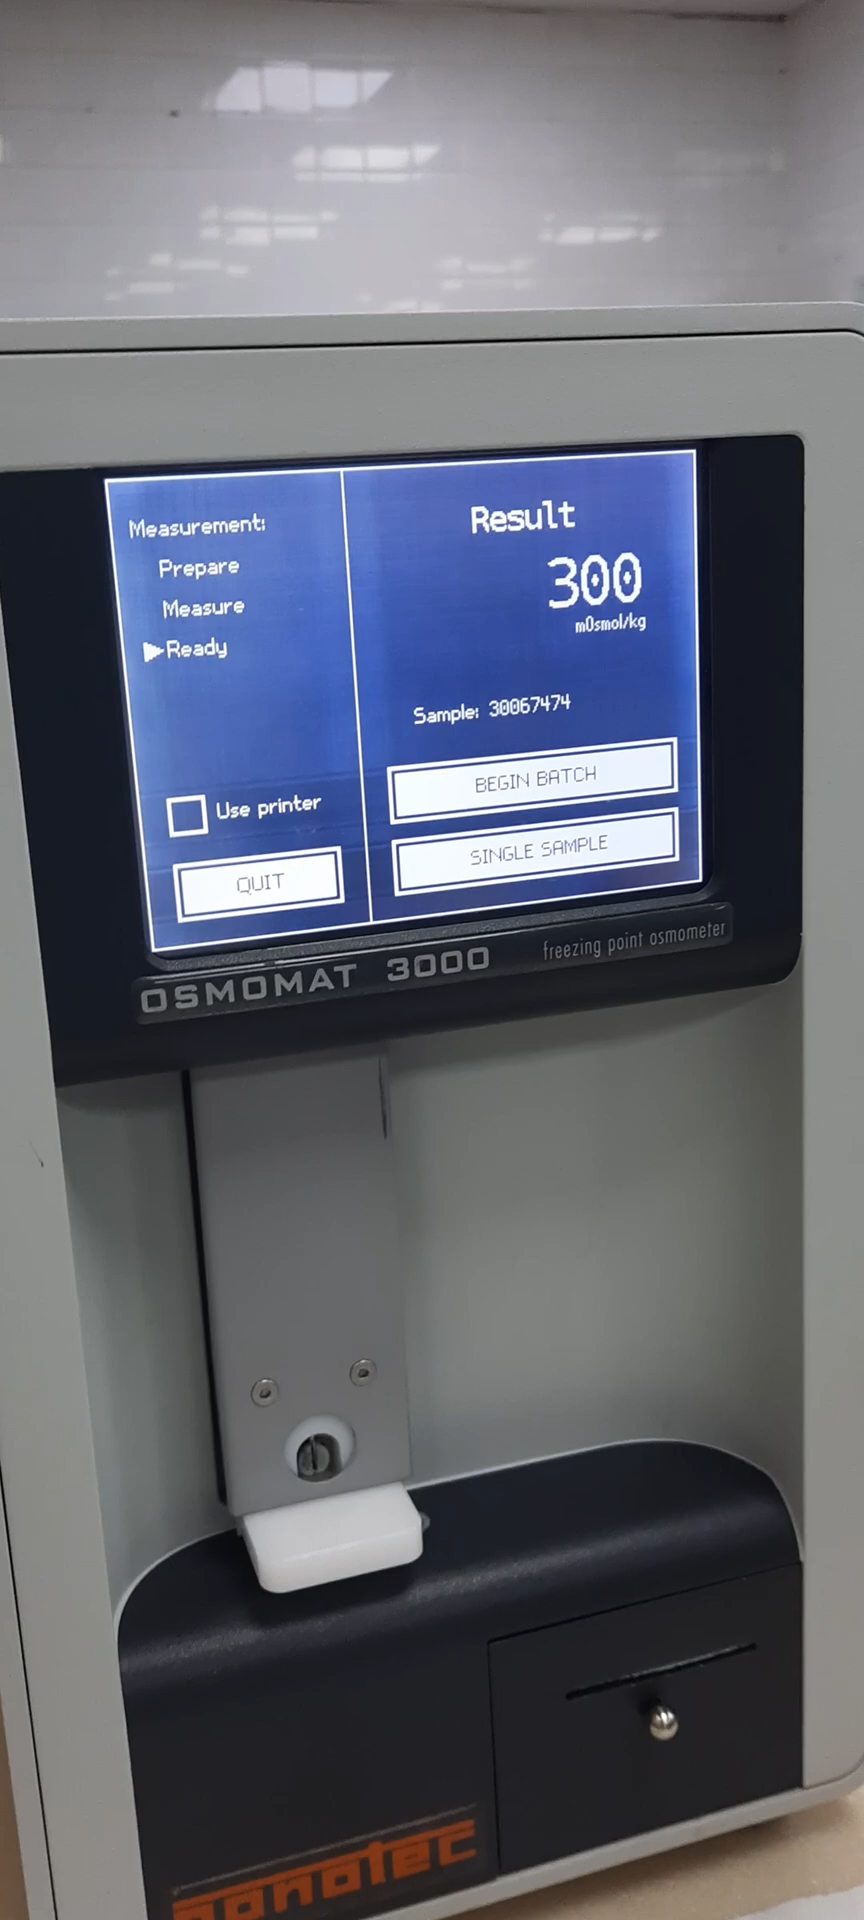 Measurement:
Prepare
Measure
Ready
Use printer
QUIT
Result
300
mOsmol/kg
Sample: 30067474
BEGIN BATCH
SINGLE SAMPLE
OSMOMAT 3000
freezing point osmometer
gonotec